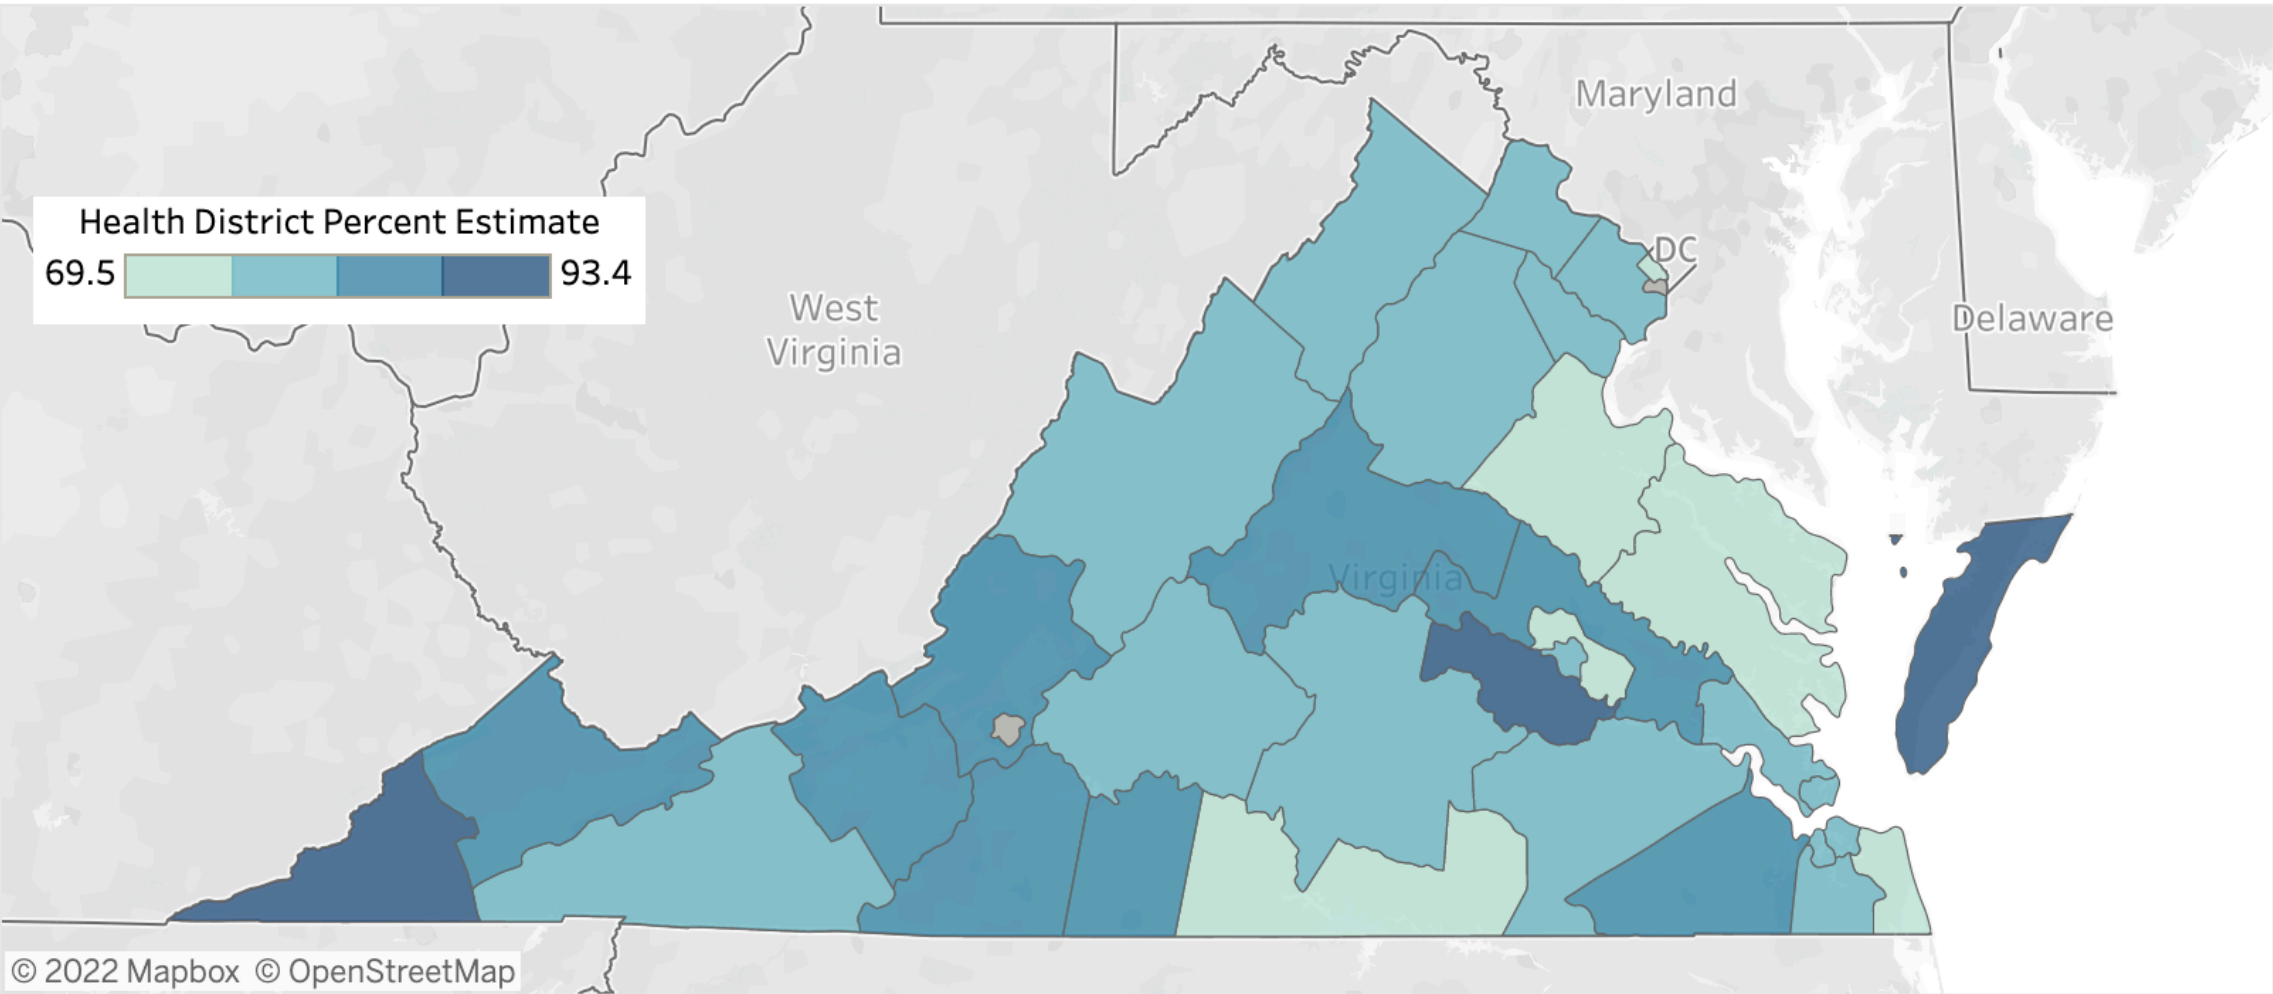 Maryland
Health District Percent Estimate
69.5 93.4
DC
West
Virginia
Delaware
Virginia
© 2022 Mapbox © OpenStreetMap